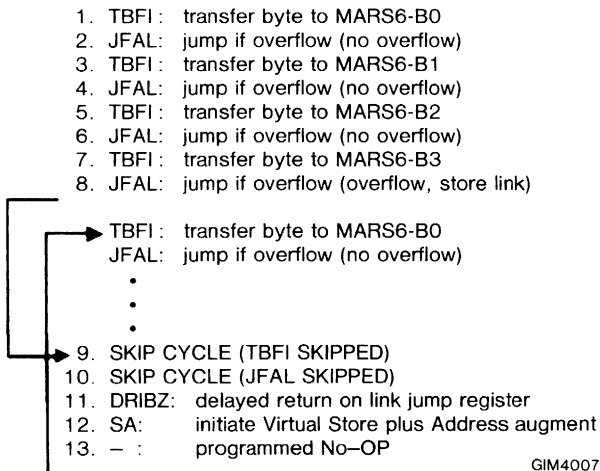 1. TBFI: transfer byte to MARS6-B0
2. JFAL: jump if overflow (no overflow)
3. TBFI: transfer byte to MARS6-B1
4. JFAL: jump if overflow (no overflow)
5. TBFI: transfer byte to MARS6-B2
6. JFAL: jump if overflow (no overflow)
7. TBFI: transfer byte to MARS6-B3
8. JFAL: jump if overflow (overflow, store link)
TBFI: transfer byte to MARS6-B0
JFAL: jump if overflow (no overflow)
9. SKIP CYCLE (TBFI SKIPPED)
10. SKIP CYCLE (JFAL SKIPPED)
11. DRIBZ: delayed return on link jump register
12. SA: initiate Virtual Store plus Address augment
13. – : programmed No–OP
GIM4007